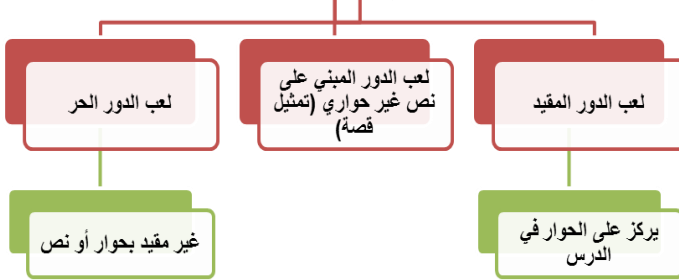 لعب الدور المقيد
لعب الدور المبني على
نص غير حواري (تمثيل
قصة)
لعب الدور الحر
يركز على الحوار في
الدرس
غير مقيد بحوار أو نص